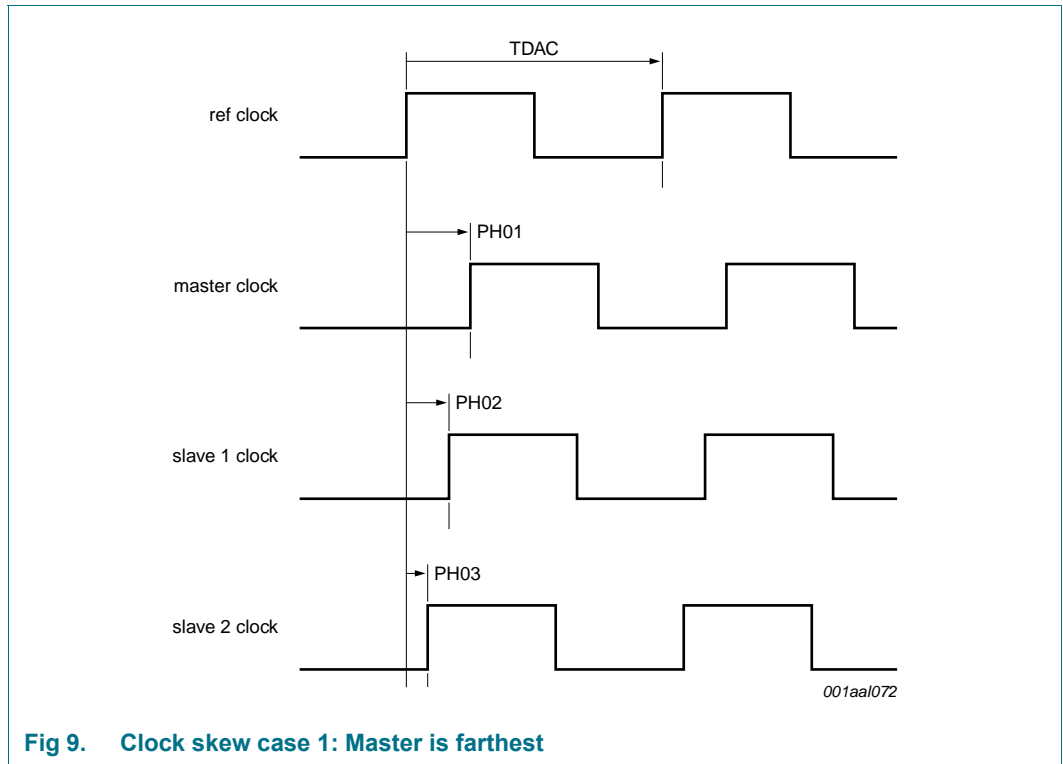 TDAC
ref clock
PH01
master clock
PH02
slave 1 clock
PH03
slave 2 clock
001aal072
Fig 9. Clock skew case 1: Master is farthest